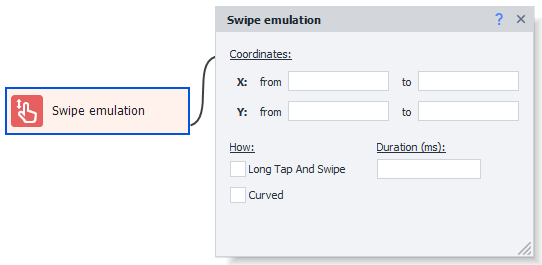 Swipe emulation ?
Swipe emulation
Coordinates:
X: from to
Y: from to
How: Duration (ms):
Long Tap And Swipe
Curved